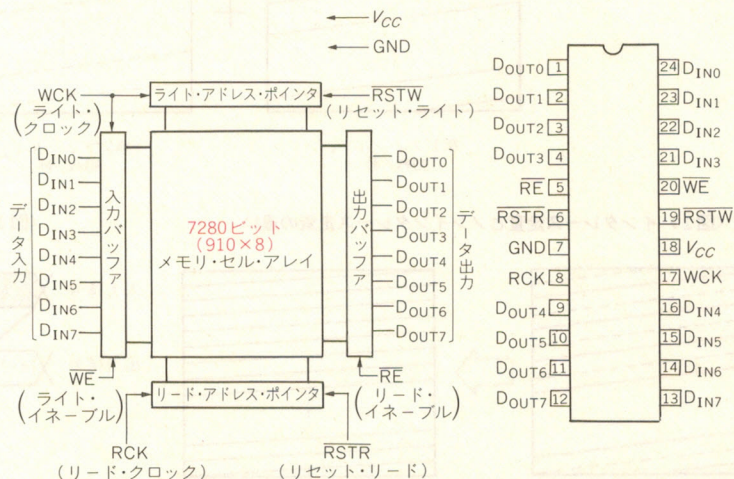 VCC
GND
WCK
(ライト・クロック)
ライト・アドレス・ポインタ
RSTW
(リセット・ライト)
データ入力
DIN0
DIN1
DIN2
DIN3
DIN4
DIN5
DIN6
DIN7
入力バッファ
7280ビット
(910×8)
メモリ・セル・アレイ
出力バッファ
DOUT0
DOUT1
DOUT2
DOUT3
DOUT4
DOUT5
DOUT6
DOUT7
データ出力
WE
(ライト・イネーブル)
リード・アドレス・ポインタ
RE
(リード・イネーブル)
RCK
(リード・クロック)
RSTR
(リセット・リード)
DOUT0 1
DOUT1 2
DOUT2 3
DOUT3 4
RE 5
RSTR 6
GND 7
RCK 8
DOUT4 9
DOUT5 10
DOUT6 11
DOUT7 12
24 DIN0
23 DIN1
22 DIN2
21 DIN3
20 WE
19 RSTW
18 VCC
17 WCK
16 DIN4
15 DIN5
14 DIN6
13 DIN7